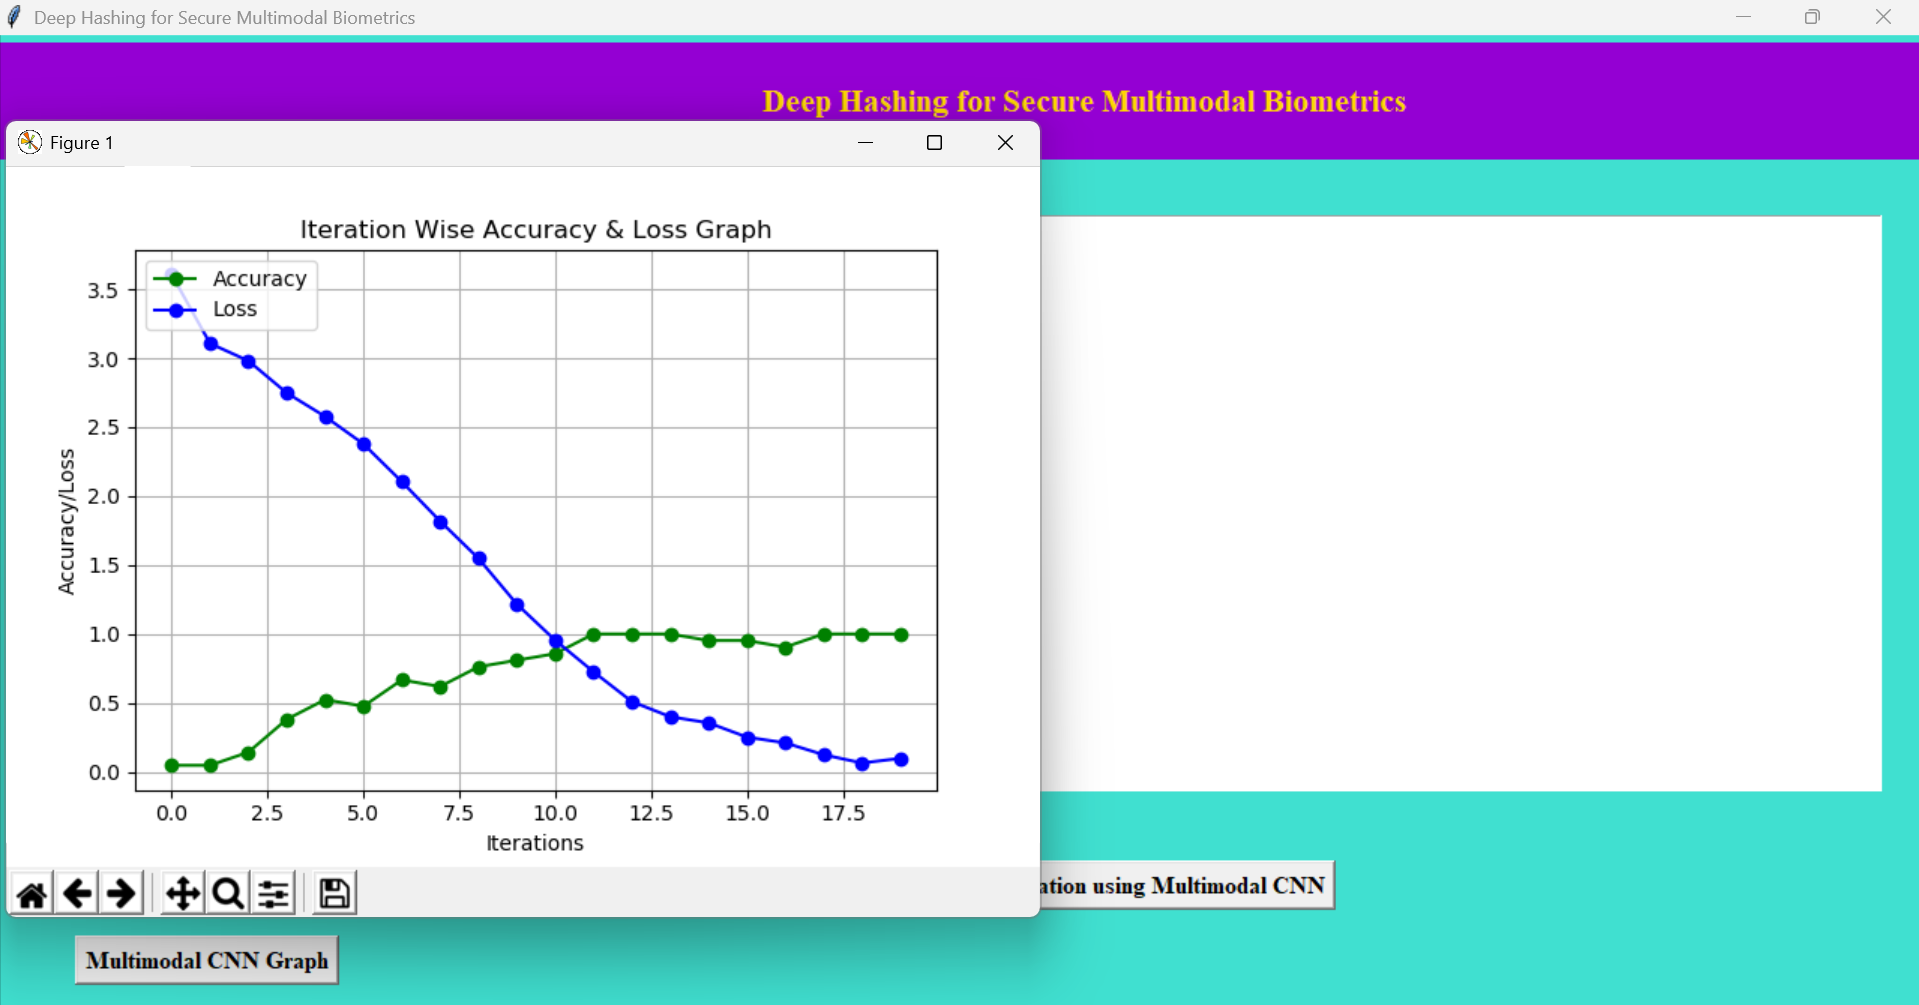 Deep Hashing for Secure Multimodal Biometrics
Deep Hashing for Secure Multimodal Biometrics
Figure 1
Iteration Wise Accuracy & Loss Graph
Accuracy
Loss
3.5
3.0
2.5
2.0
1.5
1.0
0.5
0.0
Accuracy/Loss
0.0 2.5 5.0 7.5 10.0 12.5 15.0 17.5
Iterations
using Multimodal CNN
Multimodal CNN Graph